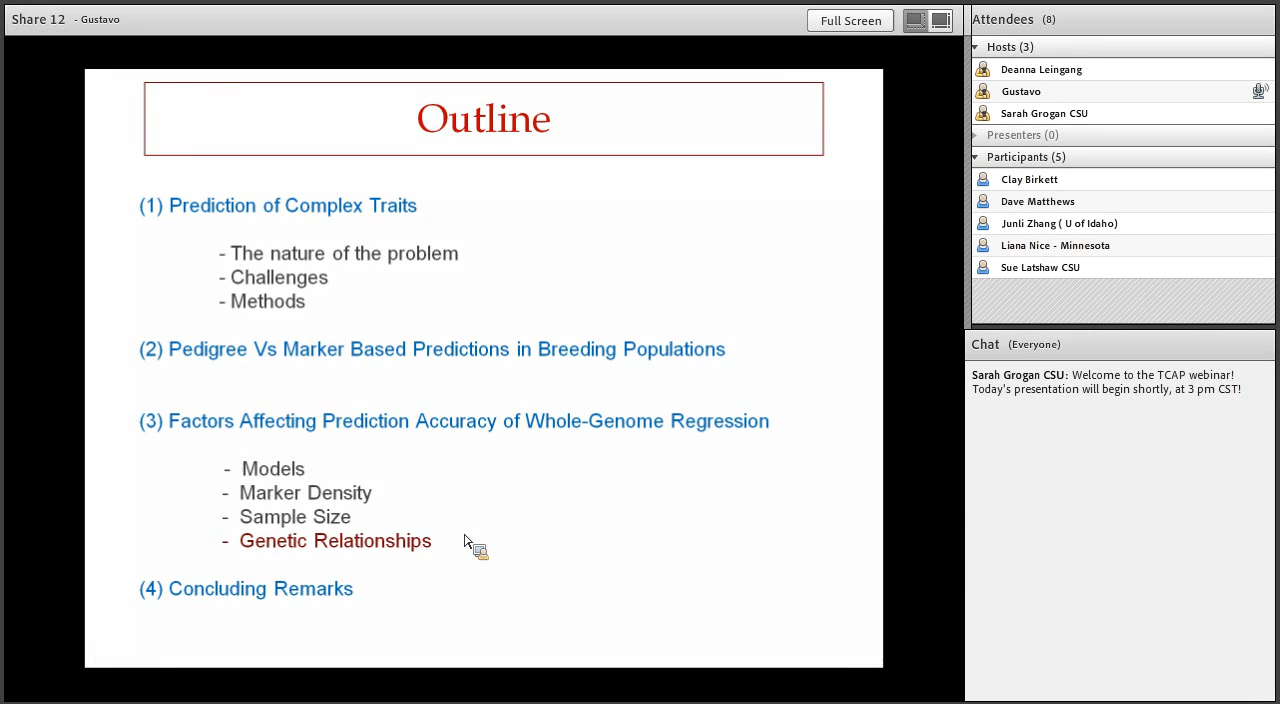 Share 12 - Gustavo
Full Screen
Outline
(1) Prediction of Complex Traits
- The nature of the problem
- Challenges
- Methods
(2) Pedigree Vs Marker Based Predictions in Breeding Populations
(3) Factors Affecting Prediction Accuracy of Whole-Genome Regression
- Models
- Marker Density
- Sample Size
- Genetic Relationships
(4) Concluding Remarks
Attendees (8)
Hosts (3)
Deanna Leingang
Gustavo
Sarah Grogan CSU
Presenters (0)
Participants (5)
Clay Birkett
Dave Matthews
Junli Zhang ( U of Idaho)
Liana Nice - Minnesota
Sue Latshaw CSU
Chat (Everyone)
Sarah Grogan CSU: Welcome to the TCAP webinar!
Today's presentation will begin shortly, at 3 pm CST!